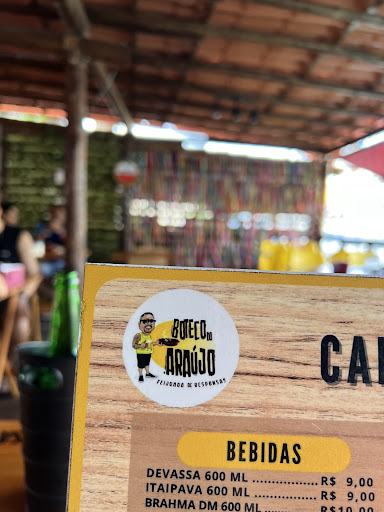 BOTECO DO
ARAÚJO
FEIJOADA DE RESPONSA
CAR
BEBIDAS
DEVASSA 600 ML ................ R$ 9,00
ITAIPAVA 600 ML ................ R$ 9,00
BRAHMA DM 600 ML ............ R$10,00